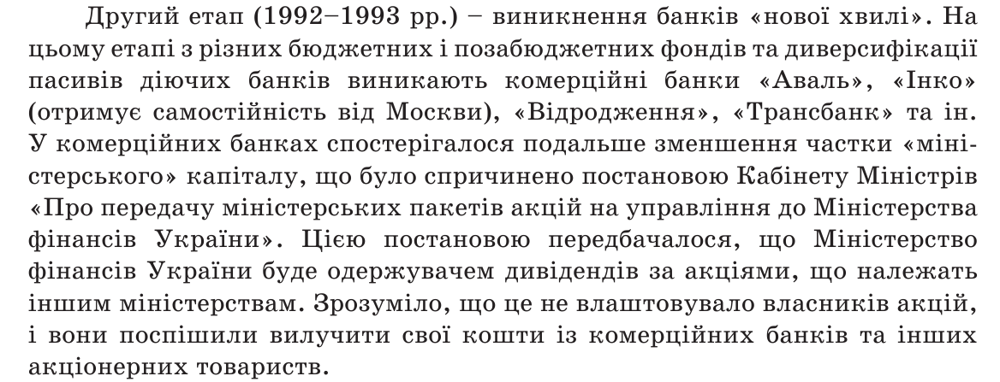 Другий етап (1992–1993 рр.) – виникнення банків «нової хвилі». На
цьому етапі з різних бюджетних і позабюджетних фондів та диверсифікації
пасивів діючих банків виникають комерційні банки «Аваль», «Інко»
(отримує самостійність від Москви), «Відродження», «Трансбанк» та ін.
У комерційних банках спостерігалося подальше зменшення частки «міні-
стерського» капіталу, що було спричинено постановою Кабінету Міністрів
«Про передачу міністерських пакетів акцій на управління до Міністерства
фінансів України». Цією постановою передбачалося, що Міністерство
фінансів України буде одержувачем дивідендів за акціями, що належать
іншим міністерствам. Зрозуміло, що це не влаштовувало власників акцій,
і вони поспішили вилучити свої кошти із комерційних банків та інших
акціонерних товариств.